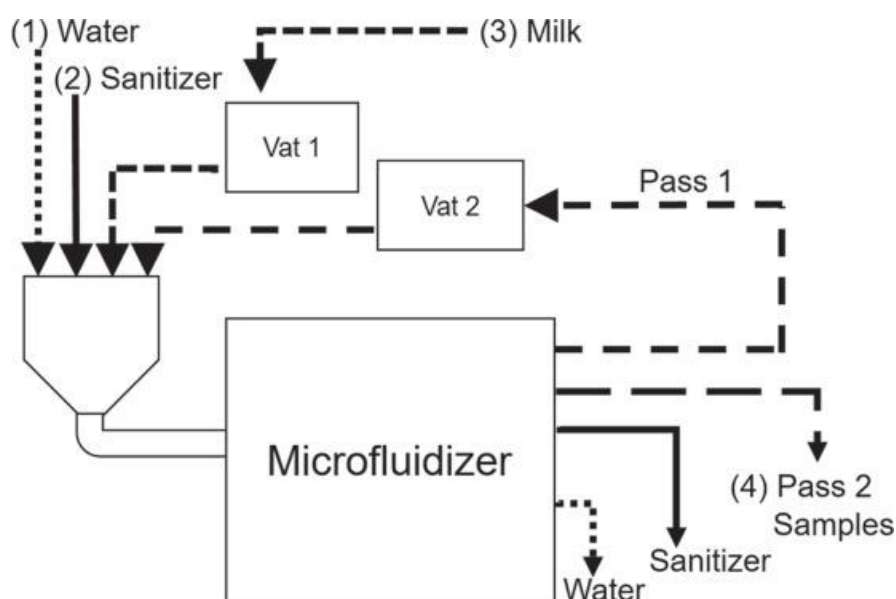 (1) Water
(3) Milk
(2) Sanitizer
Vat 1
Vat 2
Pass 1
Microfluidizer
(4) Pass 2
Samples
Sanitizer
Water